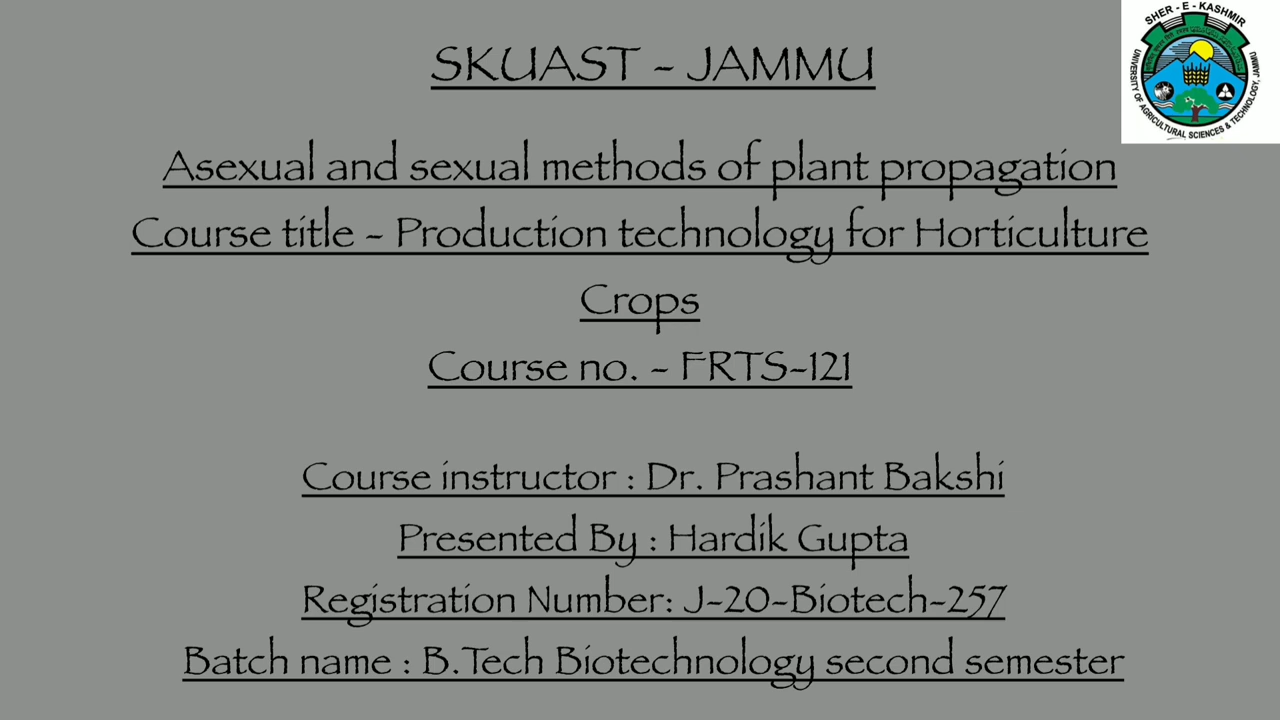 SKUAST - JAMMU
SHER - E - KASHMIR
UNIVERSITY OF AGRICULTURAL SCIENCES & TECHNOLOGY, JAMMU
Asexual and sexual methods of plant propagation
Course title - Production technology for Horticulture
Crops
Course no. - FRTS-121
Course instructor : Dr. Prashant Bakshi
Presented By : Hardik Gupta
Registration Number: J-20-Biotech-257
Batch name : B.Tech Biotechnology second semester